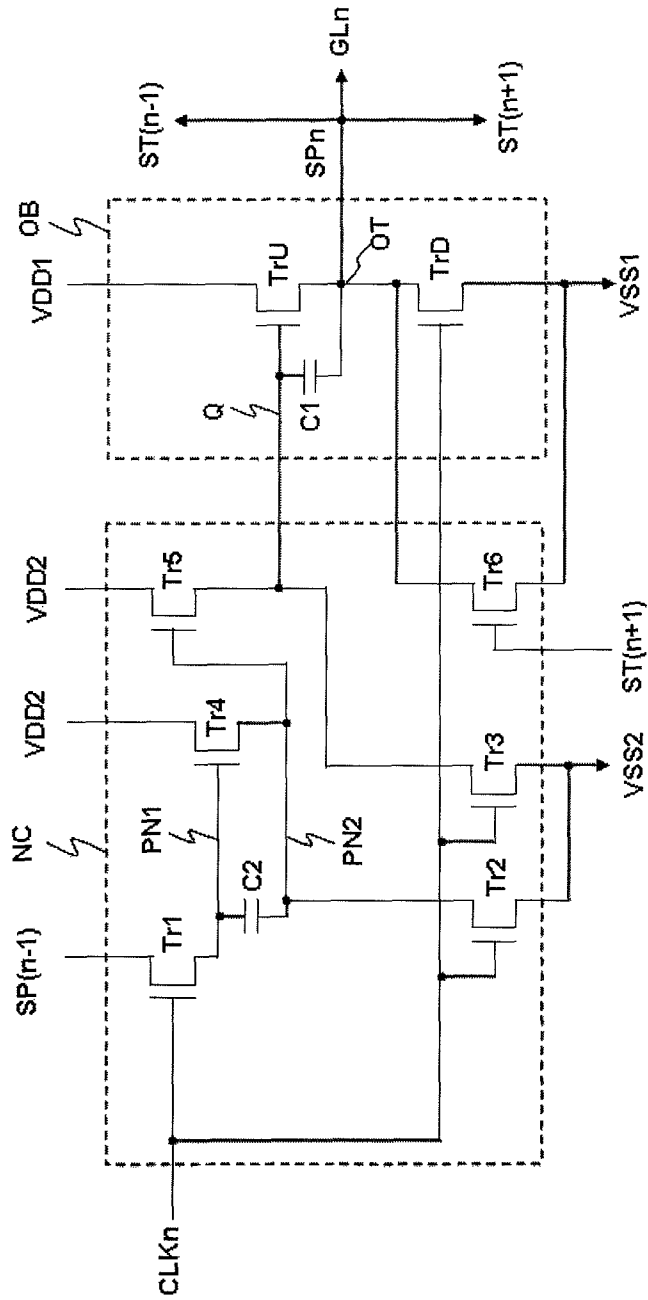 ST(n-1)
GLn
SPn
ST(n+1)
OB
VDD1
TrU
OT
TrD
VSS1
Q
C1
VDD2
Tr5
Tr6
ST(n+1)
VDD2
Tr4
Tr3
VSS2
NC
PN1
PN2
C2
Tr2
SP(n-1)
Tr1
CLKn